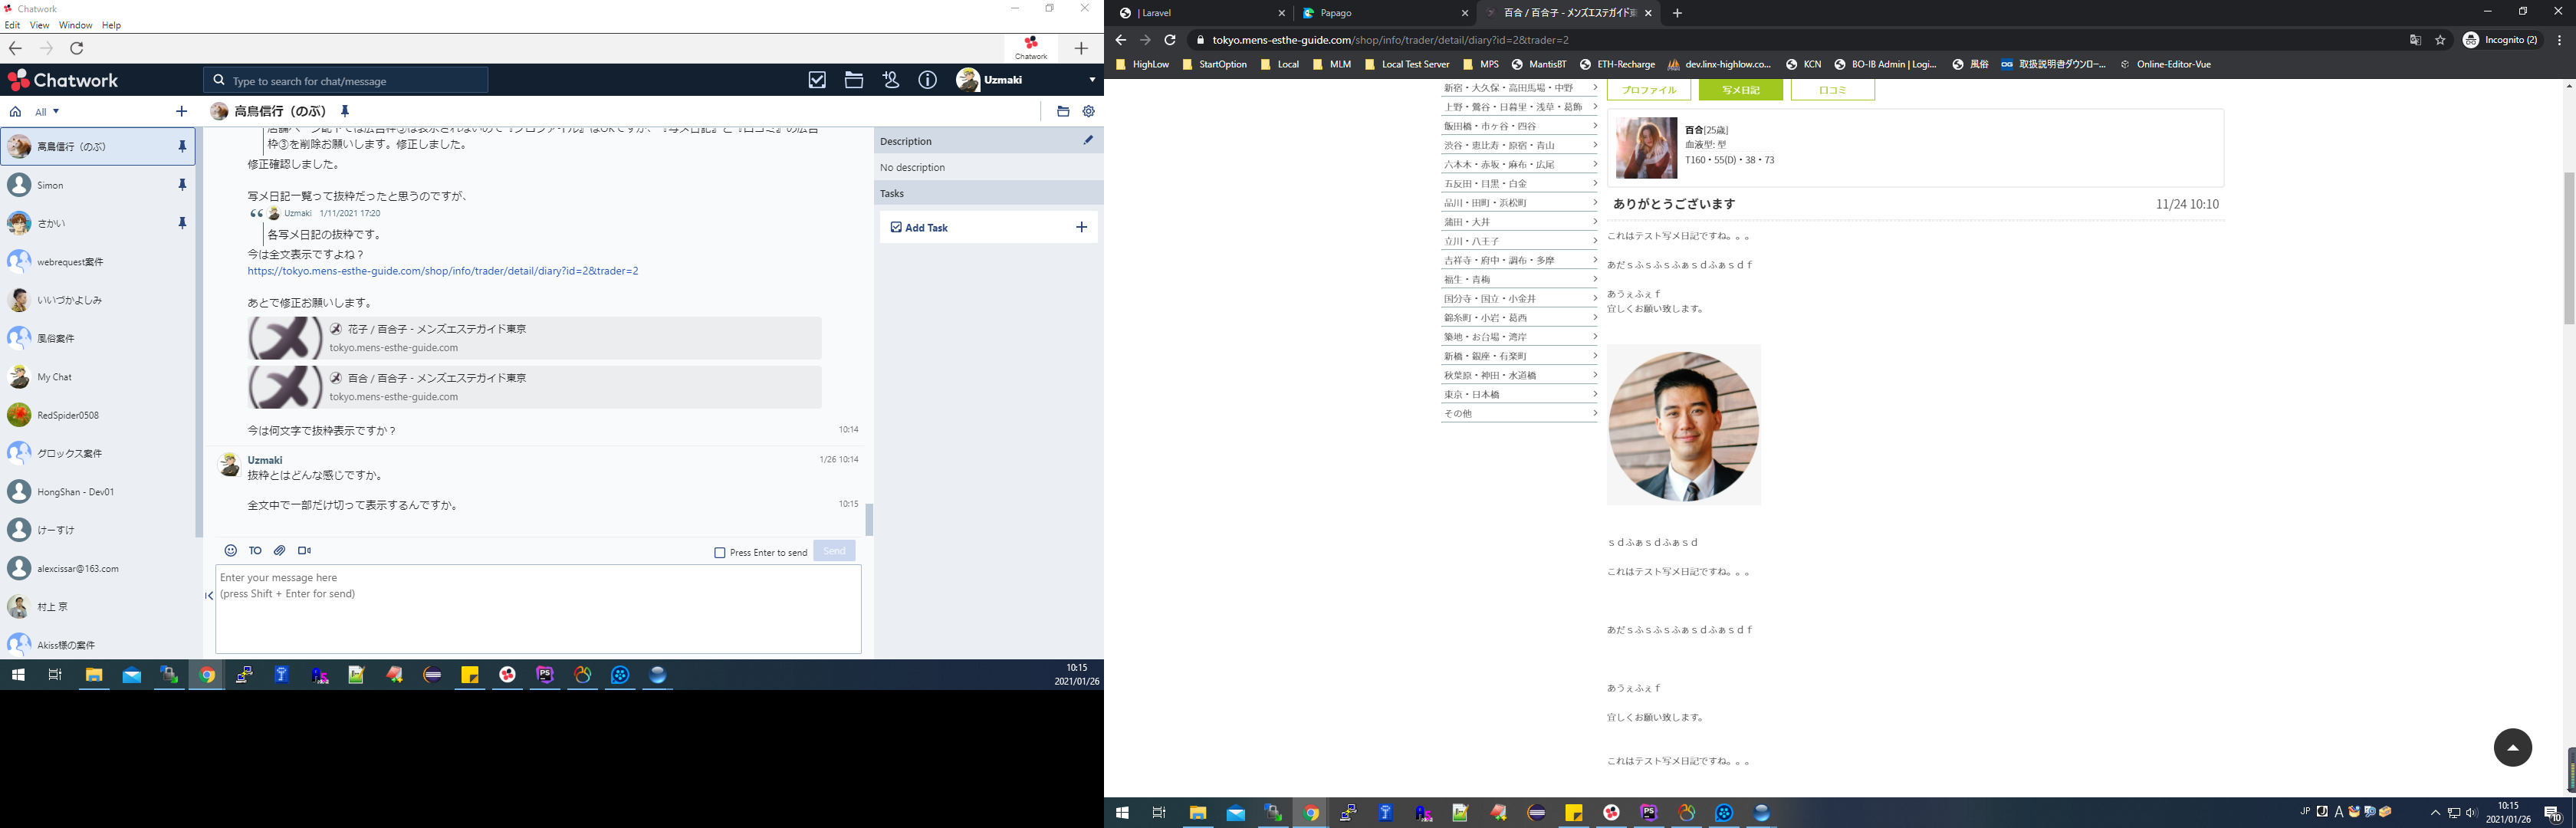 Chatwork
Edit View Window Help
Chatwork
Chatwork
Type to search for chat/message
Uzmaki
All
高鳥信行（のぶ）
高鳥信行（のぶ）
Simon
さかい
webrequest案件
いいづかよしみ
風俗案件
My Chat
RedSpider0508
グロックス案件
HongShan - Dev01
けーすけ
alexcissar@163.com
村上 京
Akiss様の案件
枠③を削除お願いします。修正しました。
修正確認しました。
写メ日記一覧って抜粋だったと思うのですが、
Uzmaki 1/11/2021 17:20
各写メ日記の抜粋です。
今は全文表示ですよね？
https://tokyo.mens-esthe-guide.com/shop/info/trader/detail/diary?id=2&trader=2
あとで修正お願いします。
花子 / 百合子 - メンズエステガイド東京
tokyo.mens-esthe-guide.com
百合 / 百合子 - メンズエステガイド東京
tokyo.mens-esthe-guide.com
今は何文字で抜粋表示ですか？ 10:14
Uzmaki 1/26 10:14
抜粋とはどんな感じですか。
全文中で一部だけ切って表示するんですか。 10:15
TO
Press Enter to send
Send
Enter your message here
(press Shift + Enter for send)
Description
No description
Tasks
Add Task
10:15
2021/01/26
| Laravel
Papago
百合 / 百合子 - メンズエステガイド東
tokyo.mens-esthe-guide.com/shop/info/trader/detail/diary?id=2&trader=2
Incognito (2)
HighLow StartOption Local MLM Local Test Server MPS MantisBT ETH-Recharge dev.linx-highlow.co... KCN BO-IB Admin | Logi... 風俗 取扱説明書ダウンロー... Online-Editor-Vue
新宿・大久保・高田馬場・中野
上野・鶯谷・日暮里・浅草・葛飾
飯田橋・市ヶ谷・四谷
渋谷・恵比寿・原宿・青山
六本木・赤坂・麻布・広尾
五反田・目黒・白金
品川・田町・浜松町
蒲田・大井
立川・八王子
吉祥寺・府中・調布・多摩
福生・青梅
国分寺・国立・小金井
錦糸町・小岩・葛西
築地・お台場・湾岸
新橋・銀座・有楽町
秋葉原・神田・水道橋
東京・日本橋
その他
プロファイル 写メ日記 口コミ
百合[25歳]
血液型: 型
T160・55(D)・38・73
ありがとうございます 11/24 10:10
これはテスト写メ日記ですね。。。
あだｓふｓふｓふぁｓｄふぁｓｄｆ
あうぇふぇｆ
宜しくお願い致します。
ｓｄふぁｓｄふぁｓｄ
これはテスト写メ日記ですね。。。
あだｓふｓふｓふぁｓｄふぁｓｄｆ
あうぇふぇｆ
宜しくお願い致します。
これはテスト写メ日記ですね。。。
JP
A
10:15
2021/01/26
10